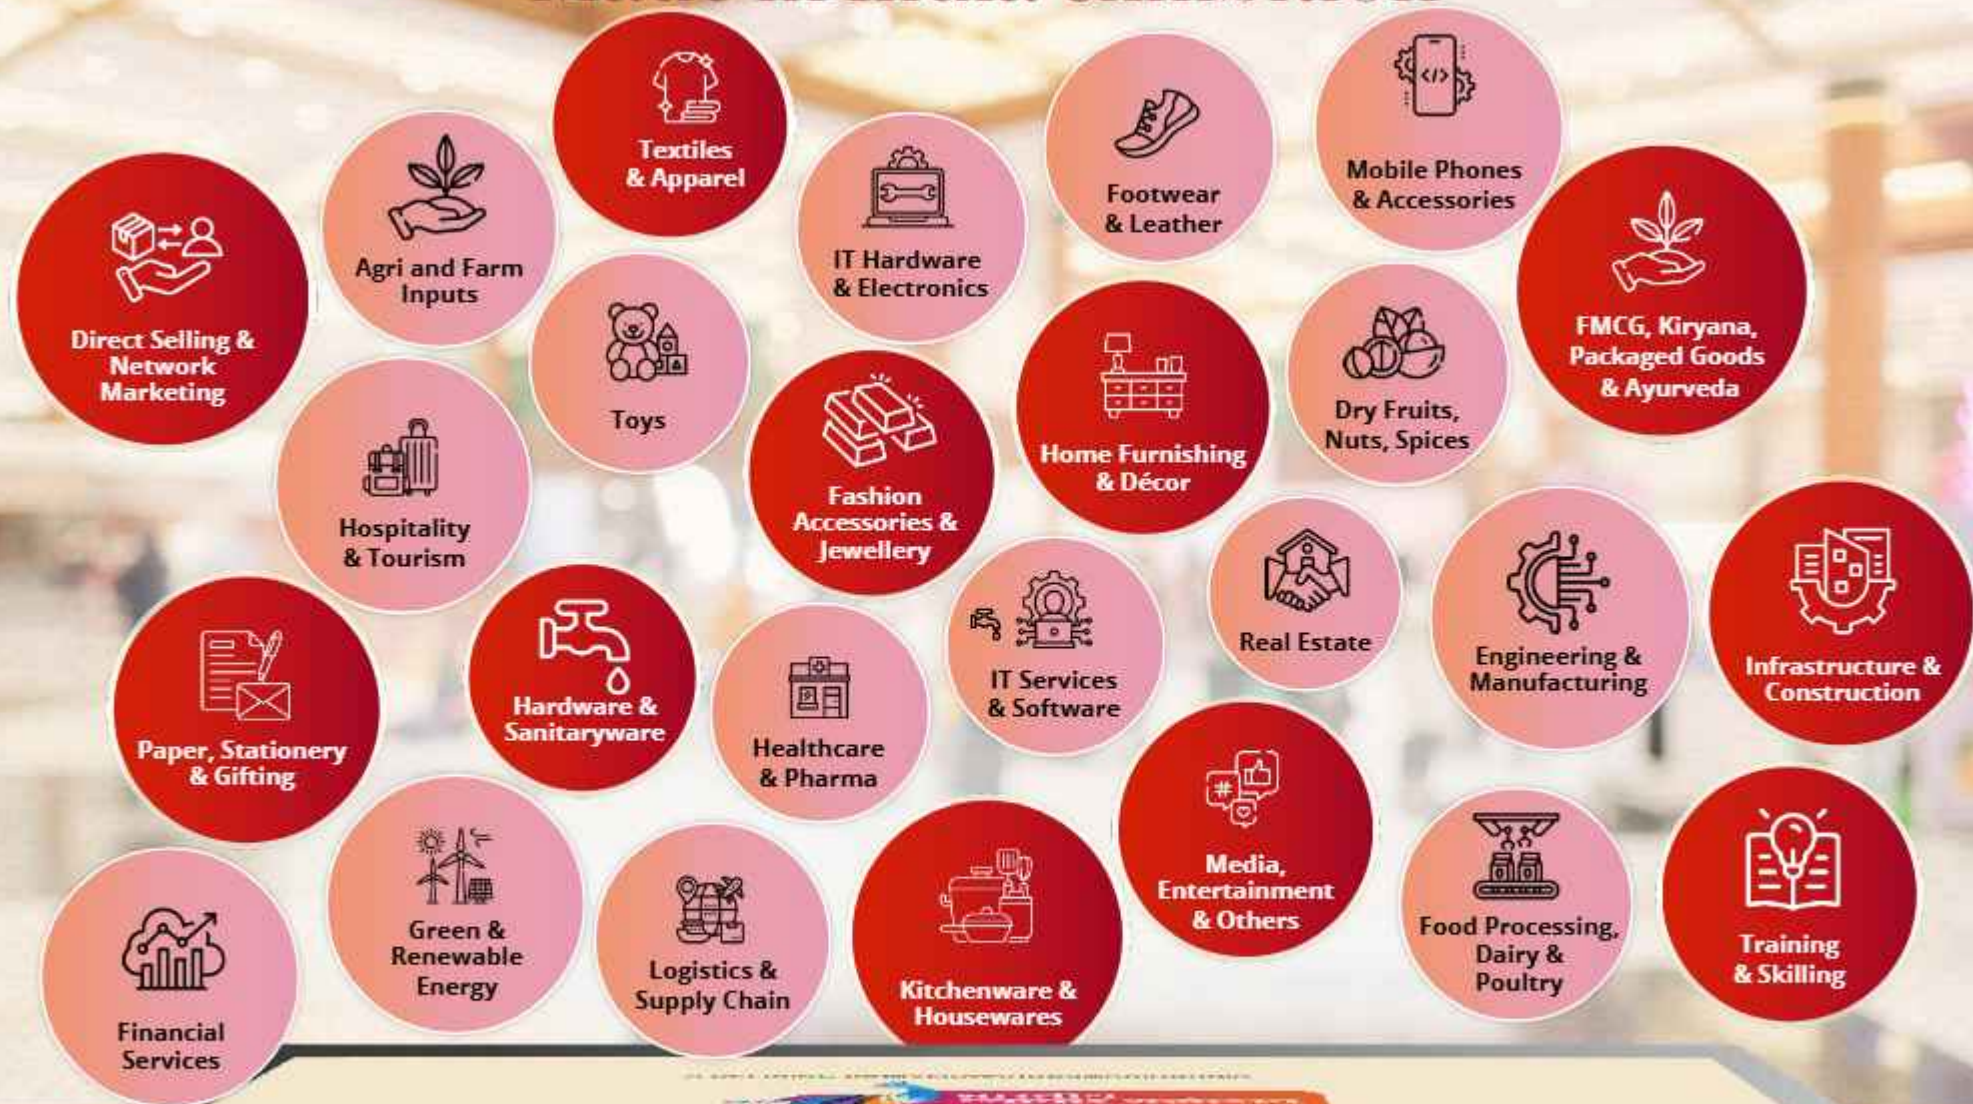 Textiles
& Apparel
Mobile Phones
& Accessories
Footwear
& Leather
Agri and Farm
Inputs
IT Hardware
& Electronics
Direct Selling &
Network
Marketing
FMCG, Kiryana,
Packaged Goods
& Ayurveda
Toys
Dry Fruits,
Nuts, Spices
Home Furnishing
& Décor
Fashion
Accessories &
Jewellery
Hospitality
& Tourism
Real Estate
Engineering &
Manufacturing
Infrastructure &
Construction
IT Services
& Software
Hardware &
Sanitaryware
Paper, Stationery
& Gifting
Healthcare
& Pharma
Media,
Entertainment
& Others
Green &
Renewable
Energy
Food Processing,
Dairy &
Poultry
Training
& Skilling
Logistics &
Supply Chain
Kitchenware &
Housewares
Financial
Services